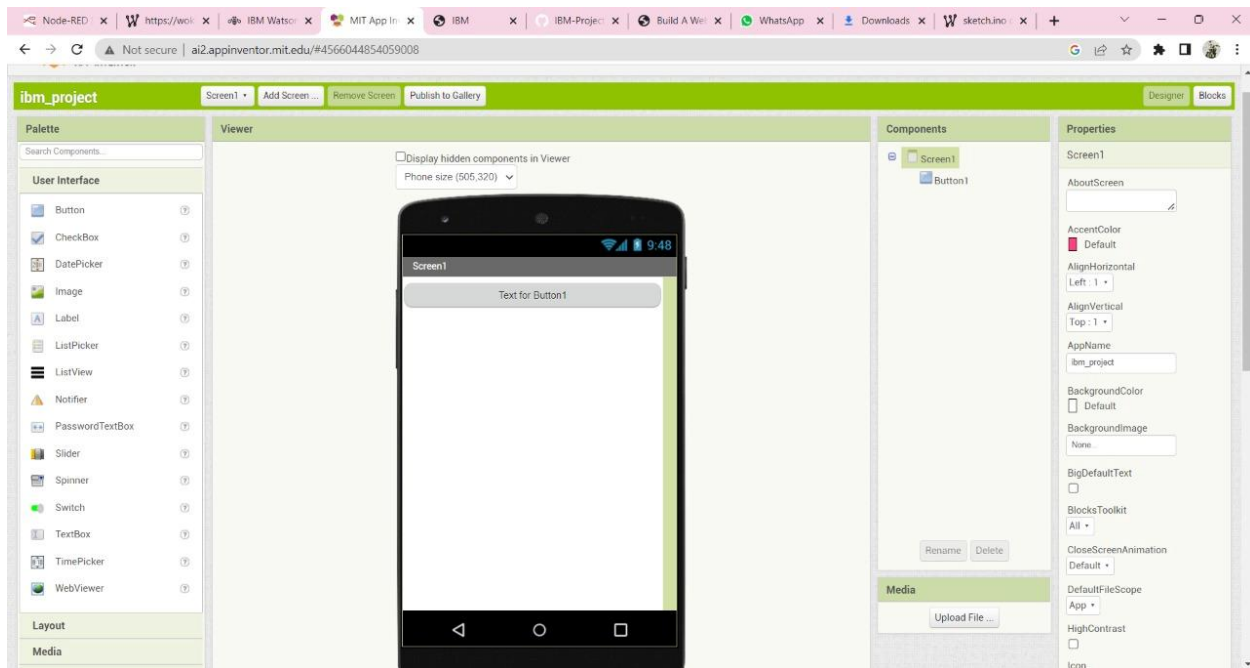 Node-RED
https://wok
IBM Watsor
MIT App In
IBM
IBM-Project
Build A Wel
WhatsApp
Downloads
sketch.ino
Not secure | ai2.appinventor.mit.edu/#4566044854059008
ibm_project
Screen1
Add Screen ...
Remove Screen
Publish to Gallery
Designer
Blocks
Palette
Search Components...
User Interface
Button
CheckBox
DatePicker
Image
Label
ListPicker
ListView
Notifier
PasswordTextBox
Slider
Spinner
Switch
TextBox
TimePicker
WebViewer
Layout
Media
Viewer
Display hidden components in Viewer
Phone size (505,320)
9:48
Screen1
Text for Button1
Components
Screen1
Button1
Rename
Delete
Media
Upload File ...
Properties
Screen1
AboutScreen
AccentColor
Default
AlignHorizontal
Left : 1
AlignVertical
Top : 1
AppName
ibm_project
BackgroundColor
Default
BackgroundImage
None...
BigDefaultText
BlocksToolkit
All
CloseScreenAnimation
Default
DefaultFileScope
App
HighContrast
Icon